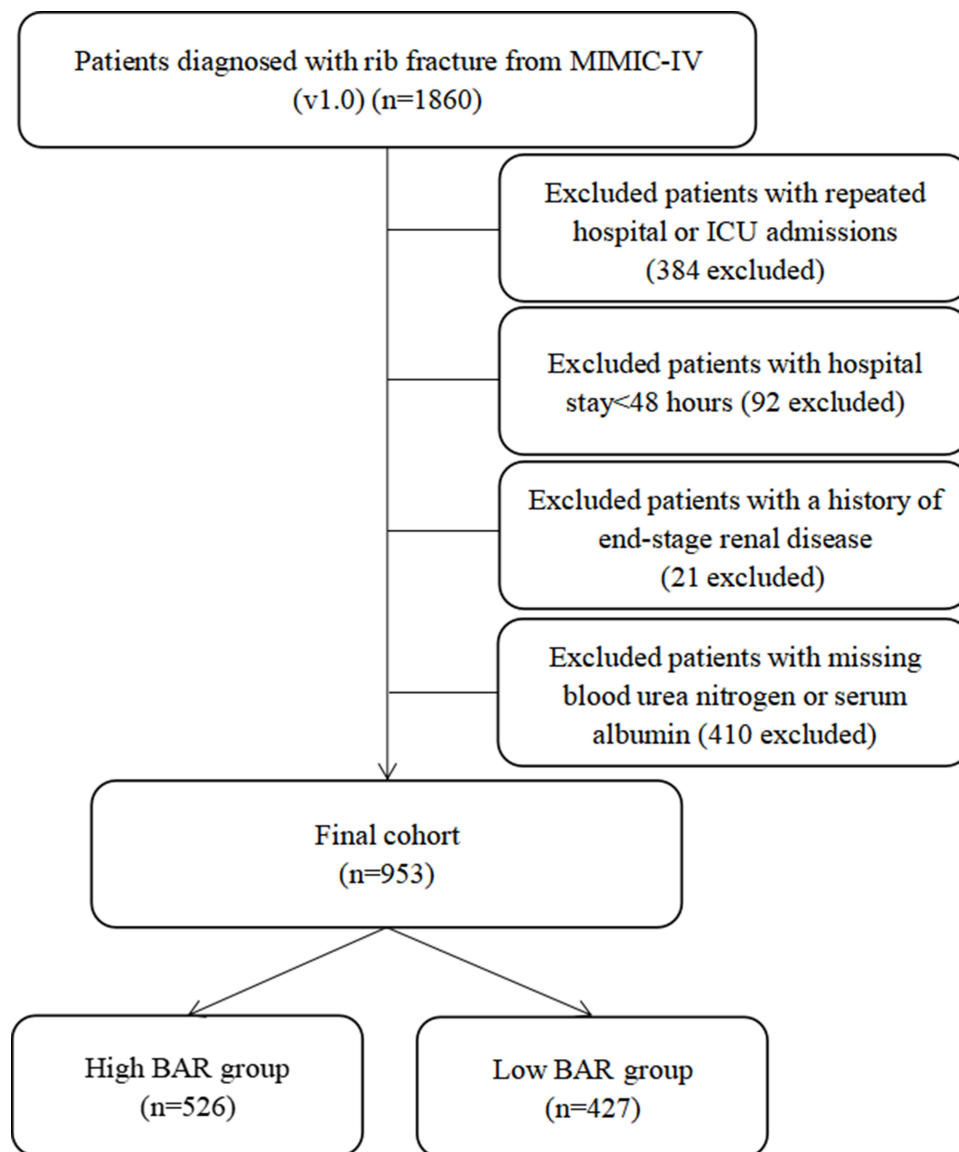 Patients diagnosed with rib fracture from MIMIC-IV
(v1.0) (n=1860)
Excluded patients with repeated
hospital or ICU admissions
(384 excluded)
Excluded patients with hospital
stay<48 hours (92 excluded)
Excluded patients with a history of
end-stage renal disease
(21 excluded)
Excluded patients with missing
blood urea nitrogen or serum
albumin (410 excluded)
Final cohort
(n=953)
High BAR group
(n=526)
Low BAR group
(n=427)